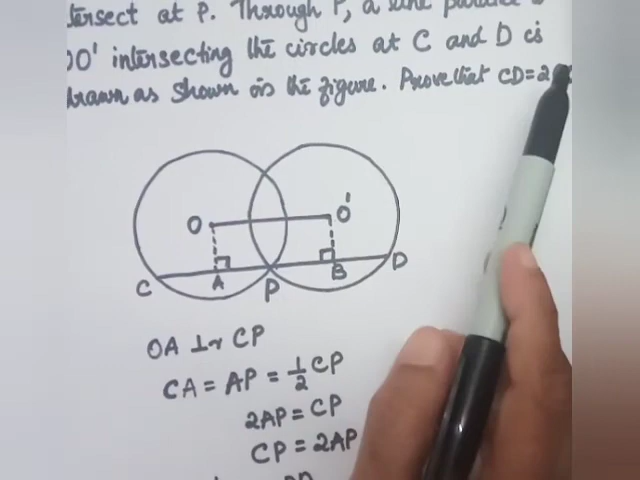 tersect at P. Through P, a line parallel
OO' intersecting the circles at C and D is
drawn as shown in the figure. Prove that CD=2
O O'
C A P B D
OA ⊥r CP
CA = AP = 1/2 CP
2AP = CP
CP = 2AP